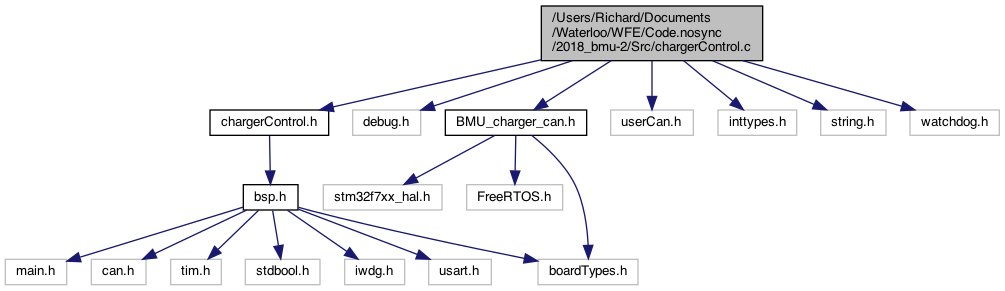 /Users/Richard/Documents
/Waterloo/WFE/Code.nosync
/2018_bmu-2/Src/chargerControl.c
chargerControl.h
debug.h
BMU_charger_can.h
userCan.h
inttypes.h
string.h
watchdog.h
bsp.h
stm32f7xx_hal.h
FreeRTOS.h
main.h
can.h
tim.h
stdbool.h
iwdg.h
usart.h
boardTypes.h